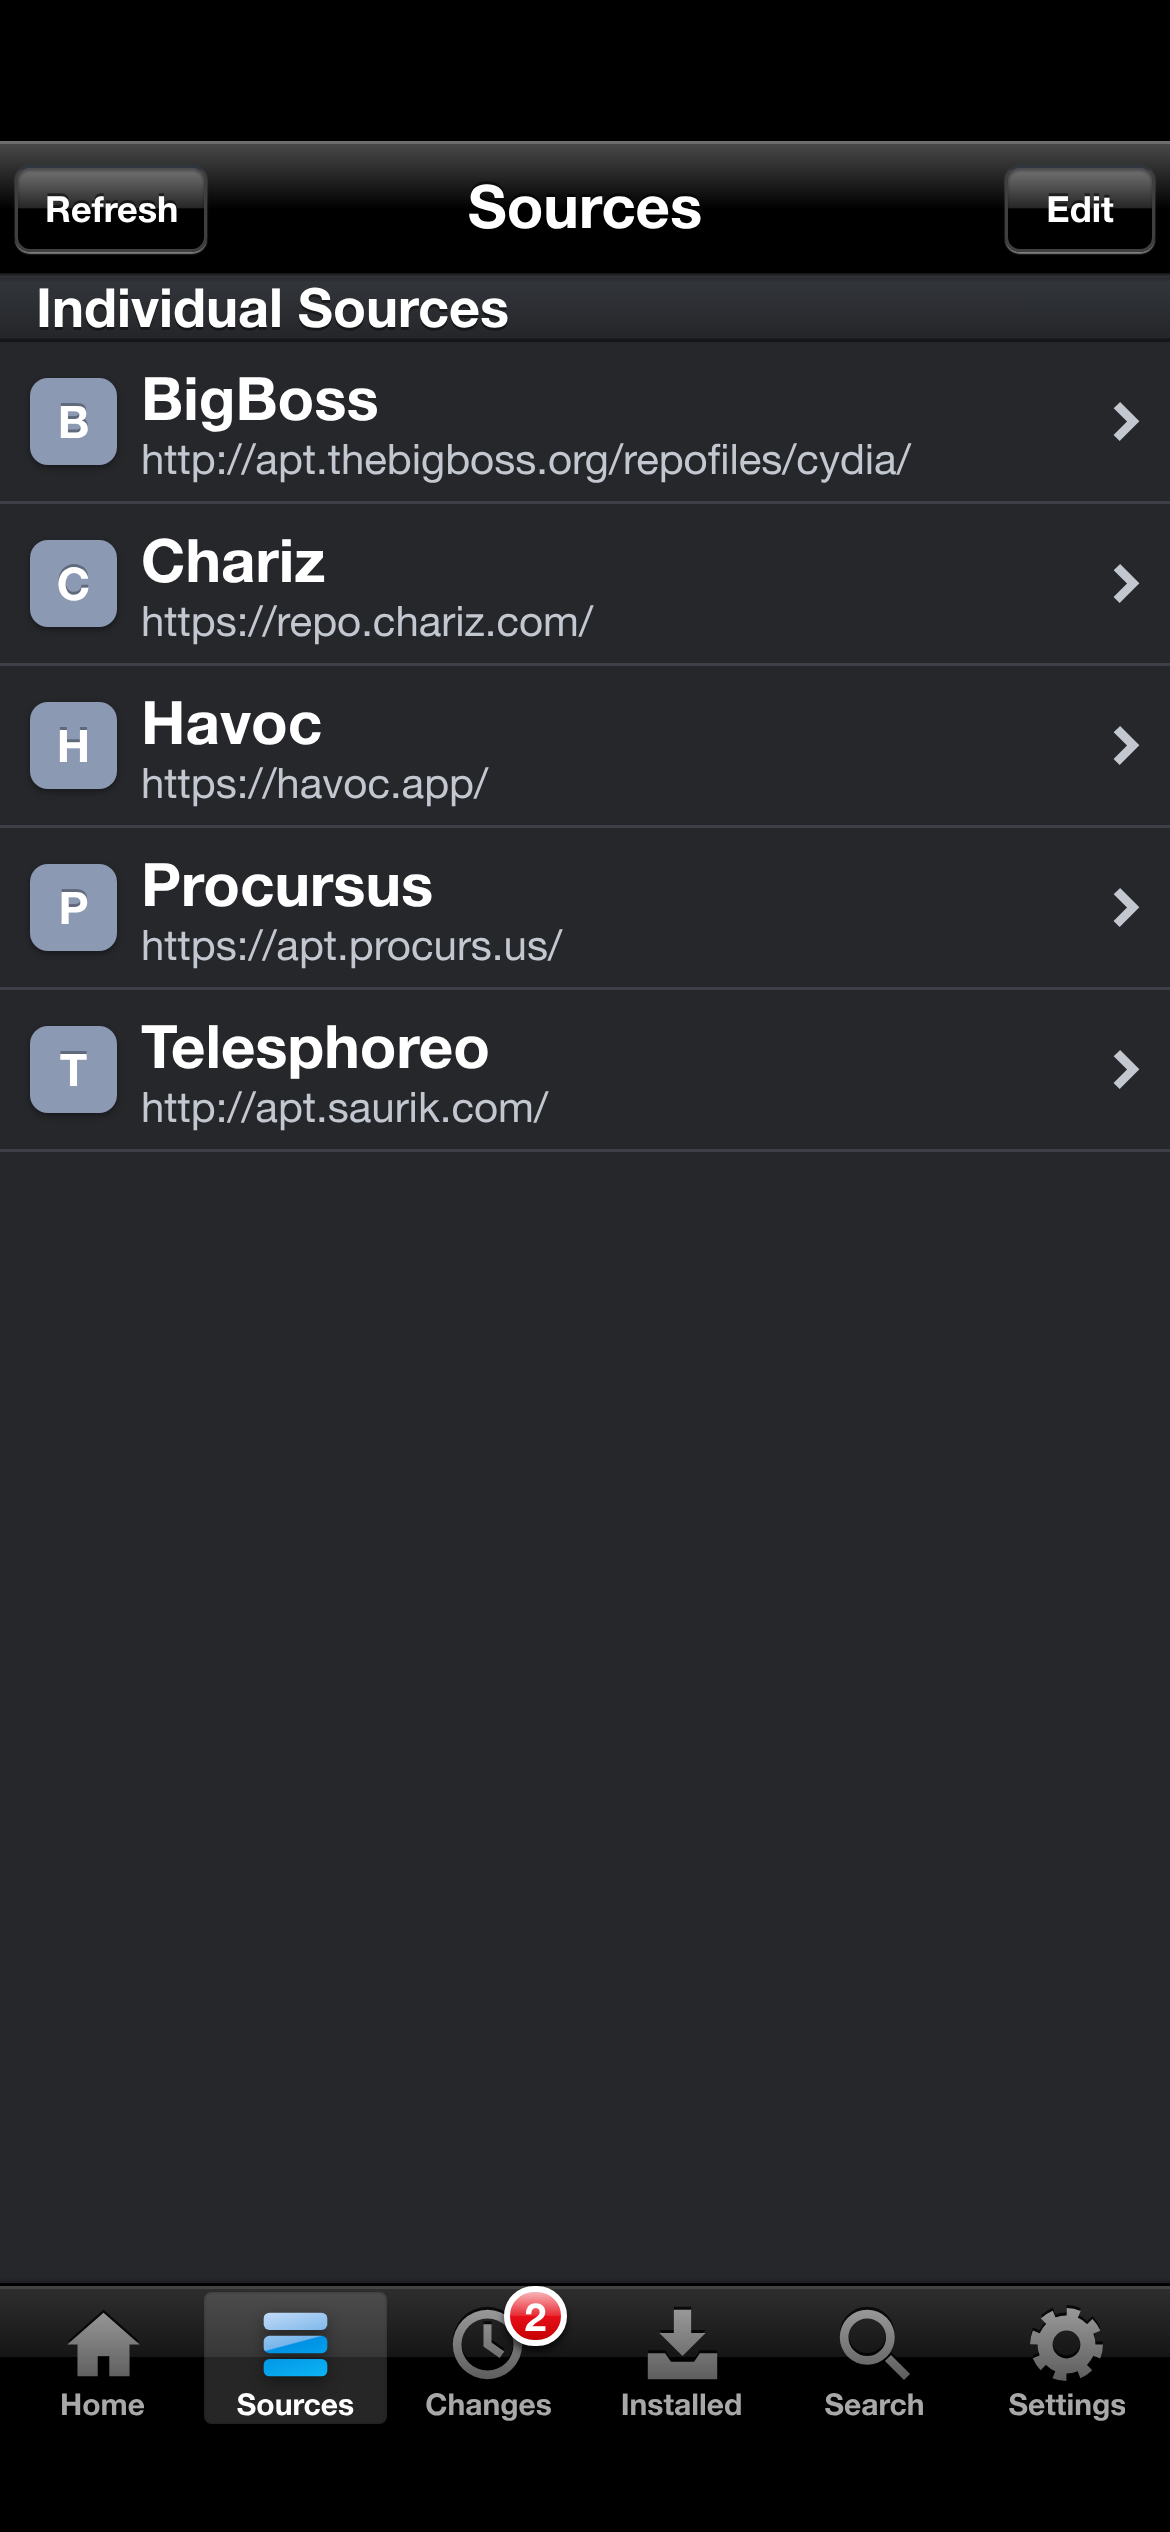 Refresh
Sources
Edit
Individual Sources
B
BigBoss
http://apt.thebigboss.org/repofiles/cydia/
C
Chariz
https://repo.chariz.com/
H
Havoc
https://havoc.app/
P
Procursus
https://apt.procurs.us/
T
Telesphoreo
http://apt.saurik.com/
2
Home
Sources
Changes
Installed
Search
Settings